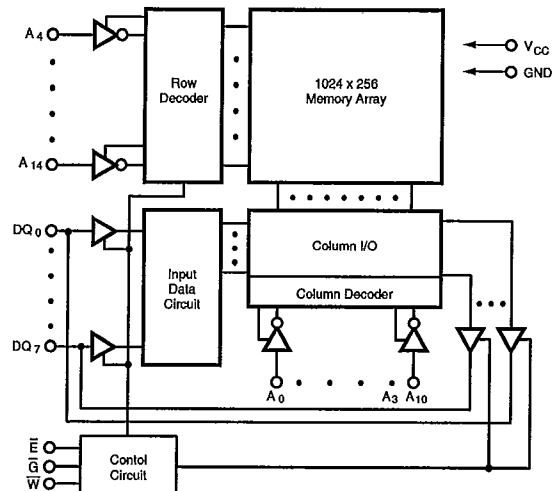 A4
Row
Decoder
1024 x 256
Memory Array
VCC
GND
A14
DQ0
Input
Data
Circuit
Column I/O
Column Decoder
DQ7
A0
A3 A10
E
G
W
Contol
Circuit